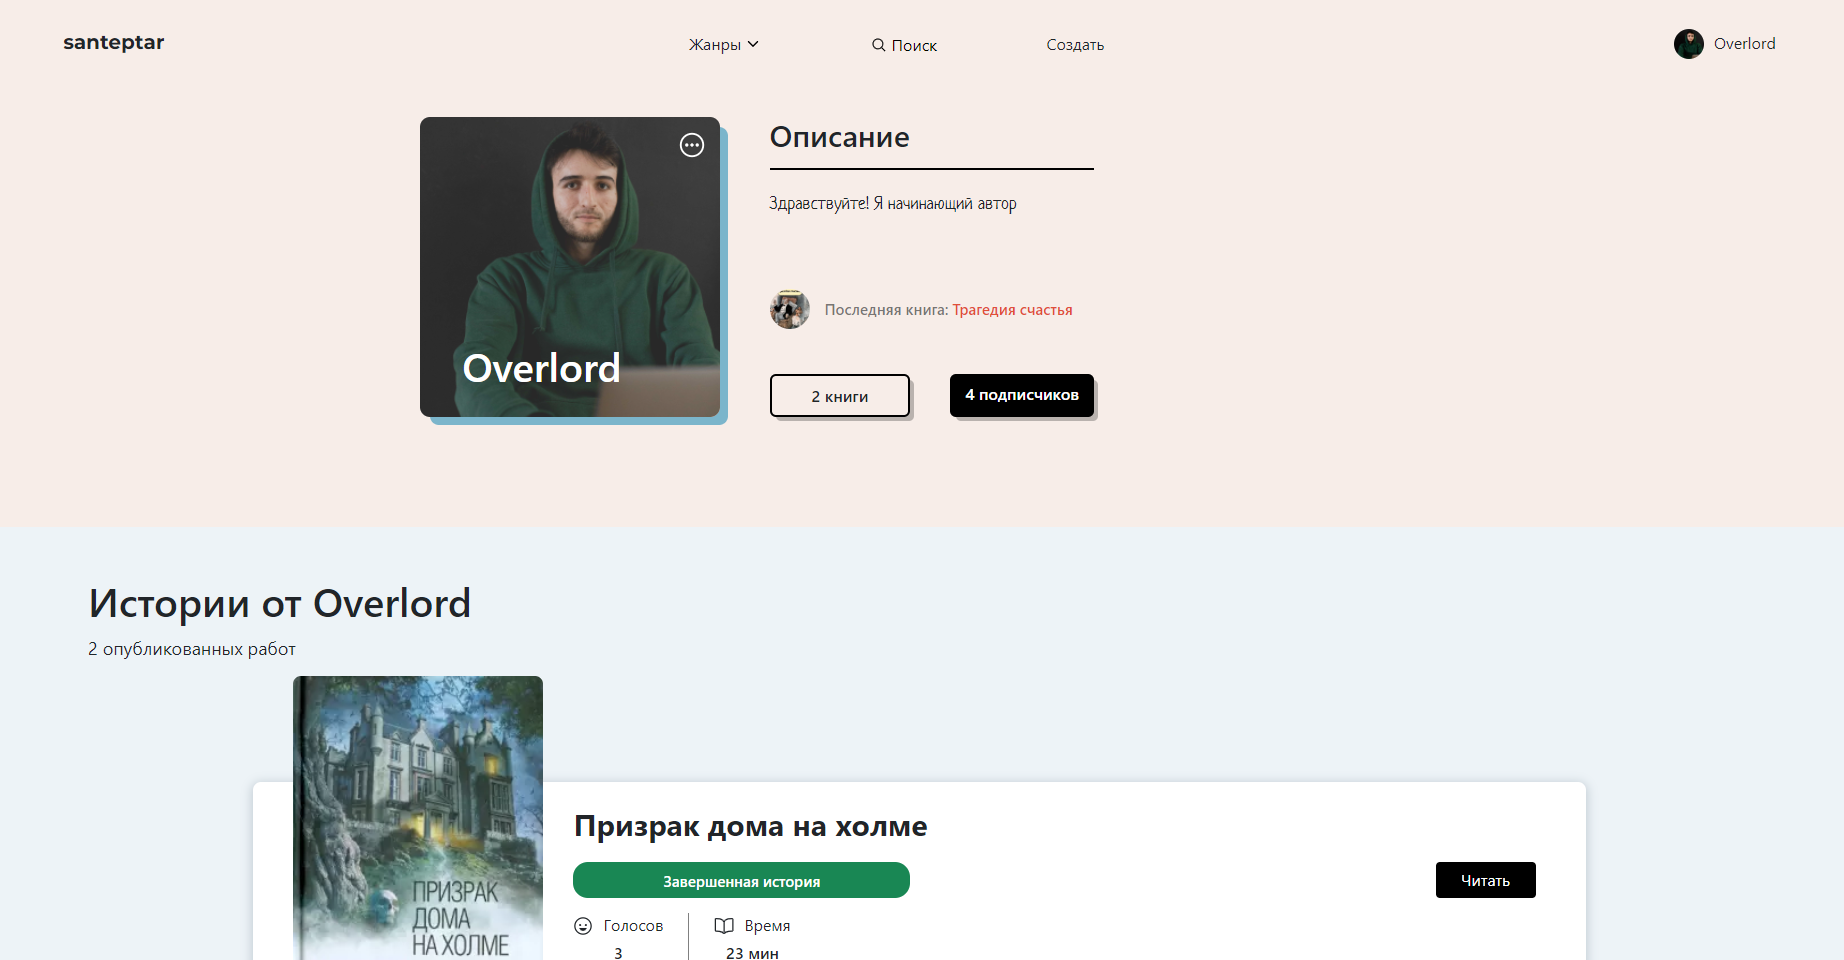 santeptar
Жанры
Поиск
Создать
Overlord
Overlord
Описание
Здравствуйте! Я начинающий автор
Последняя книга: Трагедия счастья
2 книги
4 подписчиков
Истории от Overlord
2 опубликованных работ
ПРИЗРАК
ДОМА
НА ХОЛМЕ
Призрак дома на холме
Завершенная история
Читать
Голосов
Время
3
23 мин